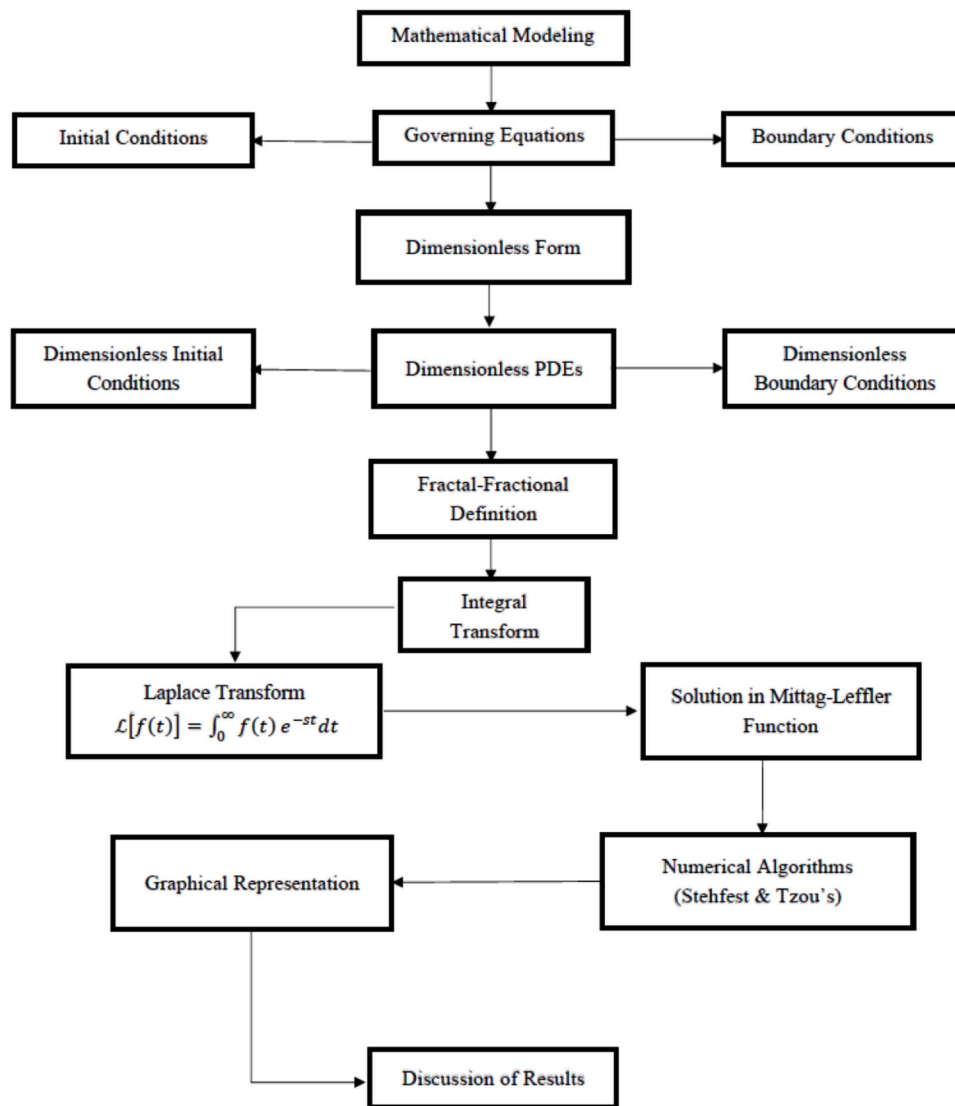 Mathematical Modeling
Initial Conditions
Governing Equations
Boundary Conditions
Dimensionless Form
Dimensionless Initial
Conditions
Dimensionless PDEs
Dimensionless
Boundary Conditions
Fractal-Fractional
Definition
Integral
Transform
Laplace Transform
ℒ[f(t)] = ∫₀^∞ f(t) e^{−st} dt
Solution in Mittag-Leffler
Function
Graphical Representation
Numerical Algorithms
(Stehfest & Tzou's)
Discussion of Results